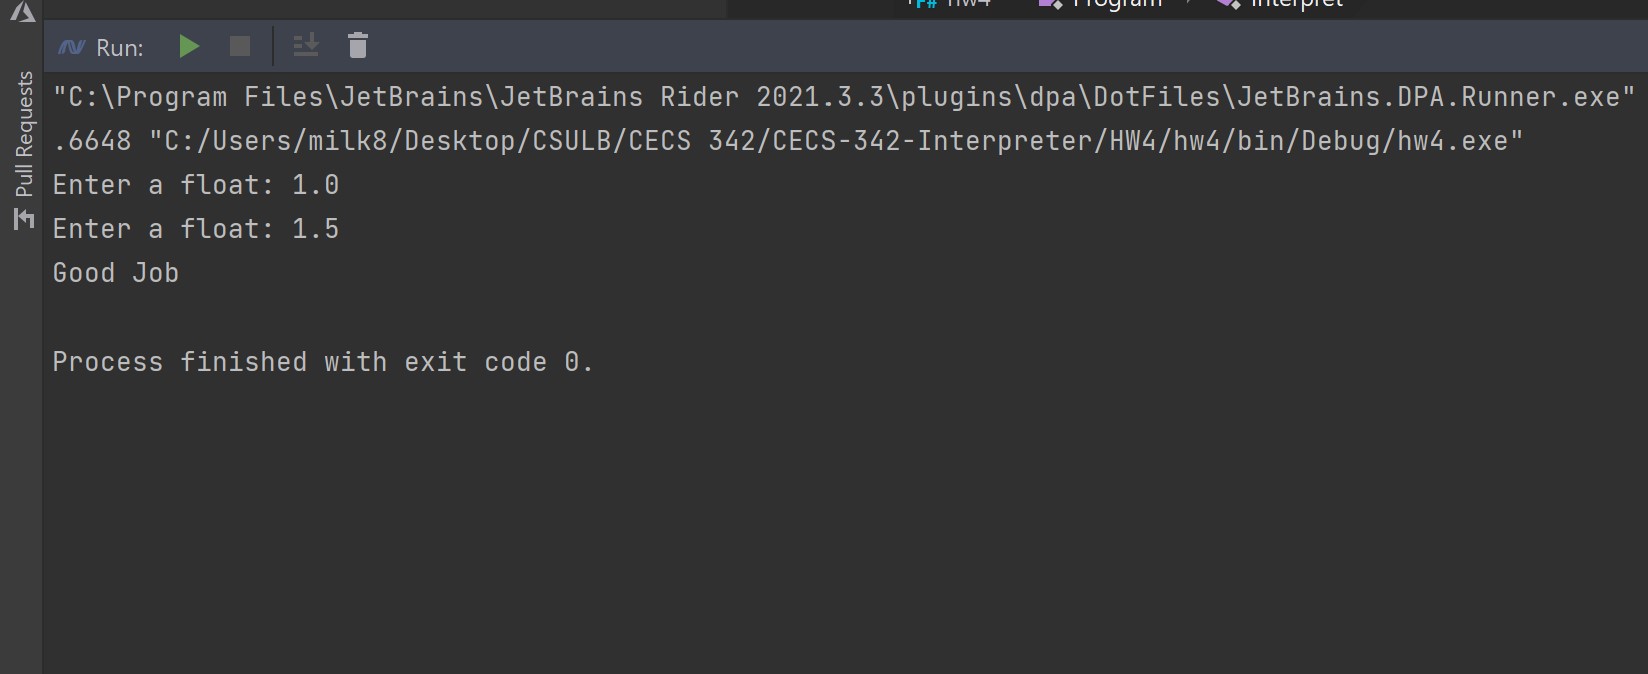 F# hw4 Program Interpret
Run:
Pull Requests
"C:\Program Files\JetBrains\JetBrains Rider 2021.3.3\plugins\dpa\DotFiles\JetBrains.DPA.Runner.exe"
.6648 "C:/Users/milk8/Desktop/CSULB/CECS 342/CECS-342-Interpreter/HW4/hw4/bin/Debug/hw4.exe"
Enter a float: 1.0
Enter a float: 1.5
Good Job
Process finished with exit code 0.